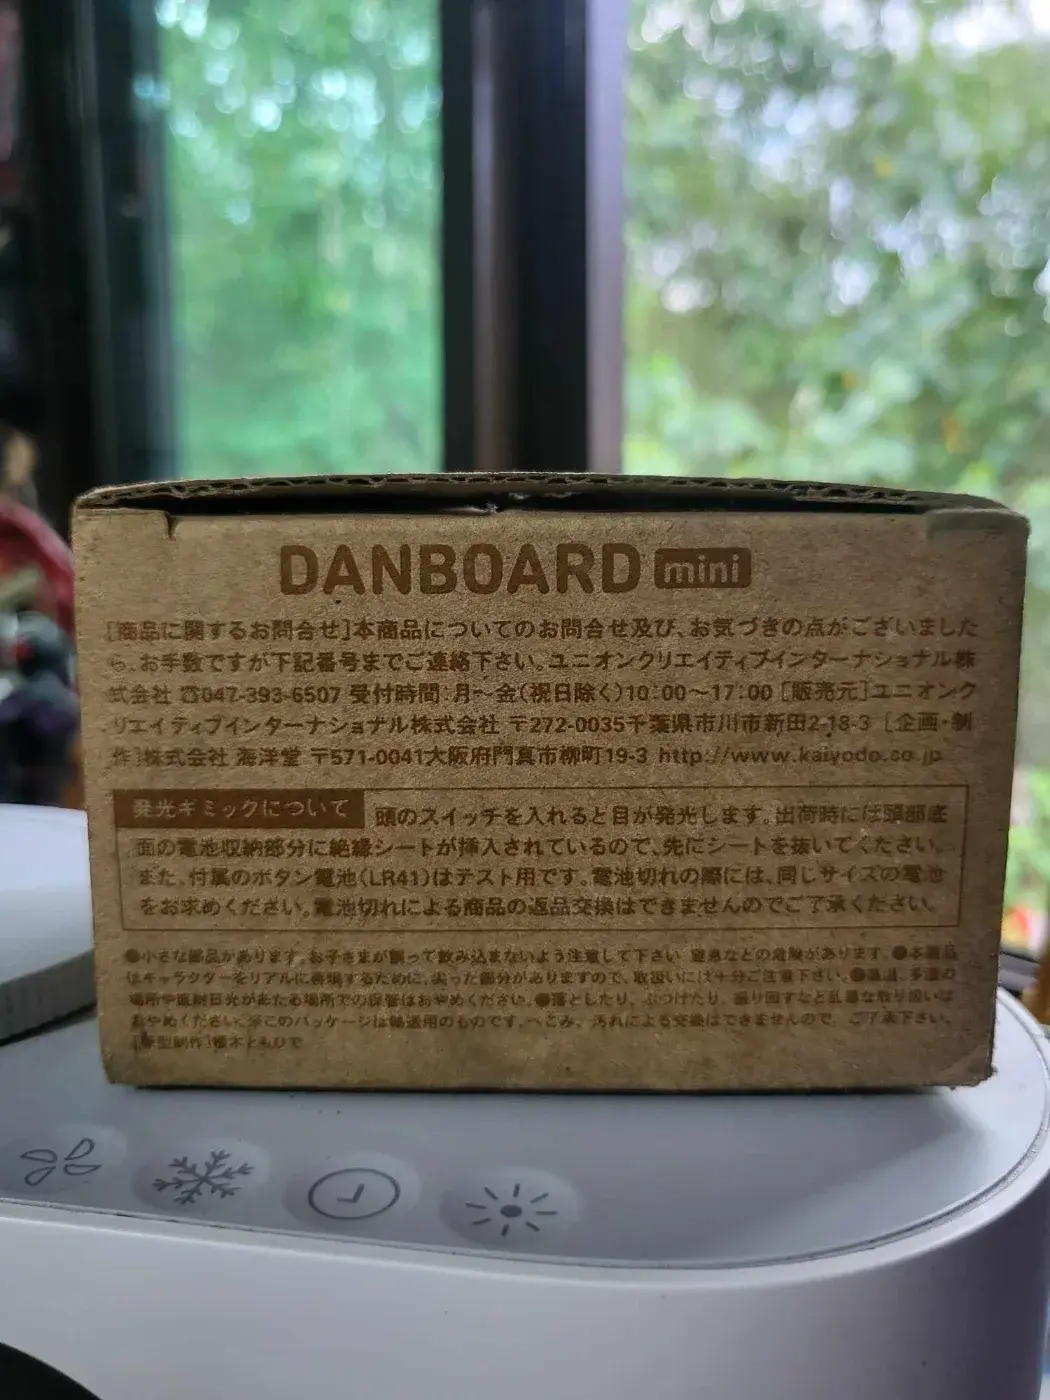 DANBOARD mini
[商品に関するお問合せ]本商品についてのお問合せ及び、お気づきの点がございました
ら、お手数ですが下記番号までご連絡下さい。ユニオンクリエイティブインターナショナル株
式会社 ☎047-393-6507 受付時間:月〜金(祝日除く)10:00〜17:00 [販売元]ユニオンク
リエイティブインターナショナル株式会社 〒272-0035千葉県市川市新田2-18-3 [企画・制
作]株式会社 海洋堂 〒571-0041大阪府門真市柳町19-3 http://www.kaiyodo.co.jp
発光ギミックについて 頭のスイッチを入れると目が発光します。出荷時には頭部底
面の電池収納部分に絶縁シートが挿入されているので、先にシートを抜いてください。
また、付属のボタン電池(LR41)はテスト用です。電池切れの際には、同じサイズの電池
をお求めください。電池切れによる商品の返品交換はできませんのでご了承ください。
●小さな部品があります。お子さまが誤って飲み込まないよう注意して下さい 窒息などの危険があります。●本商品
はキャラクターをリアルに再現するために、尖った部分がありますので、取扱いには十分ご注意下さい。●高温、多湿の
場所や直射日光があたる場所での保管はおやめください。●落としたり、ぶつけたり、振り回すなど乱暴な取り扱いは
おやめください。※このパッケージは輸送用のものです。へこみ、汚れによる交換はできませんので、ご了承下さい。
[原型制作]榎木ともひで